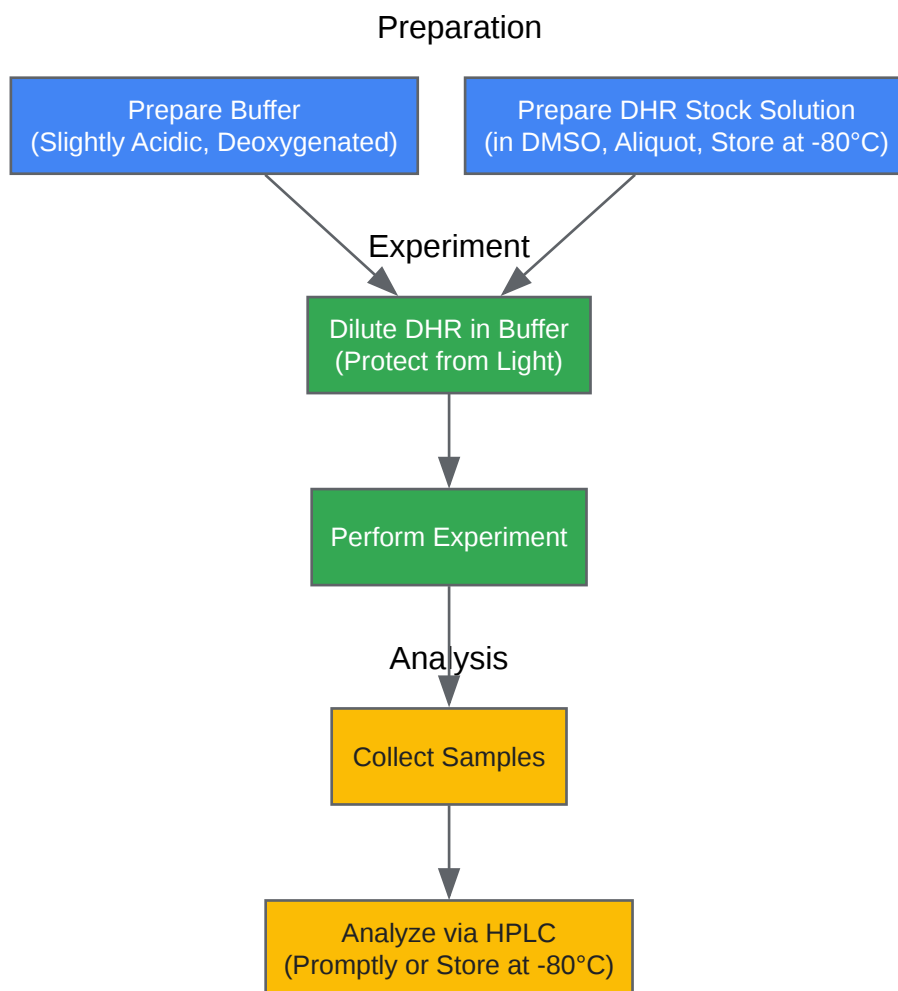 Preparation
Prepare Buffer
(Slightly Acidic, Deoxygenated)
Prepare DHR Stock Solution
(in DMSO, Aliquot, Store at -80°C)
Experiment
Dilute DHR in Buffer
(Protect from Light)
Perform Experiment
Analysis
Collect Samples
Analyze via HPLC
(Promptly or Store at -80°C)